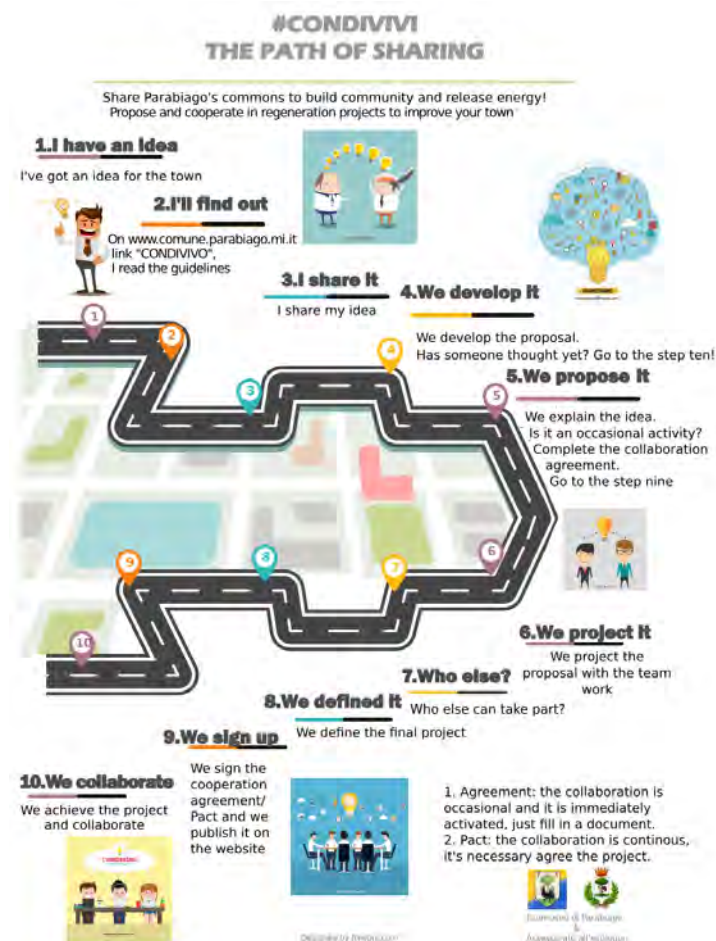 #CONDIVIVI
THE PATH OF SHARING
Share Parabiago's commons to build community and release energy!
Propose and cooperate in regeneration projects to improve your town
1.I have an idea
I've got an idea for the town
2.I'll find out
On www.comune.parabiago.mi.it
link "CONDIVIVO",
I read the guidelines
3.I share it
I share my idea
4.We develop it
We develop the proposal.
Has someone thought yet? Go to the step ten!
5.We propose it
We explain the idea.
Is it an occasional activity?
Complete the collaboration
agreement.
Go to the step nine
1
2
3
4
5
6
7
8
9
10
6.We project it
We project the
proposal with the team
work
7.Who else?
Who else can take part?
8.We defined it
We define the final project
9.We sign up
We sign the
cooperation
agreement/
Pact and we
publish it on
the website
10.We collaborate
We achieve the project
and collaborate
1. Agreement: the collaboration is
occasional and it is immediately
activated, just fill in a document.
2. Pact: the collaboration is continous,
it's necessary agree the project.